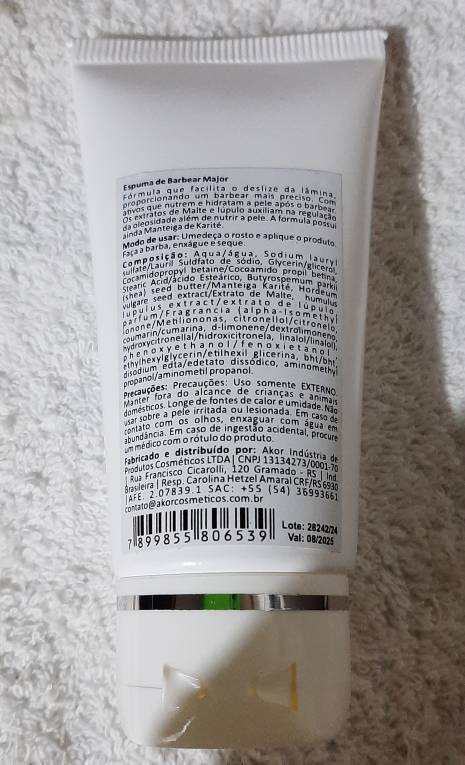 Espuma de Barbear Major
Fórmula que facilita o deslize da lâmina,
proporcionando um barbear mais preciso. Com
ativos que nutrem e hidratam a pele após o barbear.
Os extratos de Malte e lúpulo auxiliam na regulação
da oleosidade além de nutrir a pele. A formula possui
ainda Manteiga de Karité.
Modo de usar: Umedeça o rosto e aplique o produto.
Faça a barba, enxágue e seque.
Composição: Aqua/água, Sodium lauryl
sulfate/Lauril Suldfato de sódio, Glycerin/glicerol,
Cocamidopropyl betaine/Cocoamido propil betína,
Stearic Acid/ácido Esteárico, Butyrospemum parkii
(shea) seed butter/Manteiga Karité, Hordeum
vulgare seed extract/Extrato de Malte, humulus
lupulus extract/extrato de lúpulo,
parfum/Fragrancia (alpha-Isomethyl
ionone/Metiliononas, citronellol/citronelo,
coumarin/cumarina, d-limonene/dextrolimoneno,
hydroxycitronellal/hidroxicitronela, linalol/linalol),
phenoxyethanol/fenoxietanol,
ethylhexylglycerin/etilhexil glicerina, bht/bht,
disodium edta/edetato dissódico, aminomethyl
propanol/aminometil propanol.
Precauções: Precauções: Uso somente EXTERNO.
Manter fora do alcance de crianças e animais
domésticos. Longe de fontes de calor e umidade. Não
usar sobre a pele irritada ou lesionada. Em caso de
contato com os olhos, enxaguar com água em
abundância. Em caso de ingestão acidental, procure
um médico com o rótulo do produto.
Fabricado e distribuído por: Akor Indústria de
Produtos Cosméticos LTDA | CNPJ 13134273/0001-70
| Rua Francisco Cicarolli, 120 Gramado - RS | Ind.
Brasileira | Resp. Carolina Hetzel Amaral CRF/RS 6930
|AFE. 2.07839.1 SAC: +55 (54) 36993661
contato@akorcosmeticos.com.br
7 899855 806539
Lote: 28242/24
Val: 08/2025